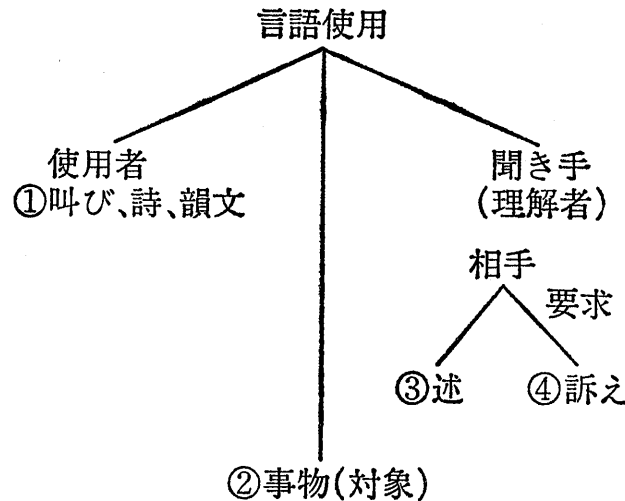 言語使用
使用者
①叫び、詩、韻文
聞き手
(理解者)
相手
要求
③述
④訴え
②事物(対象)